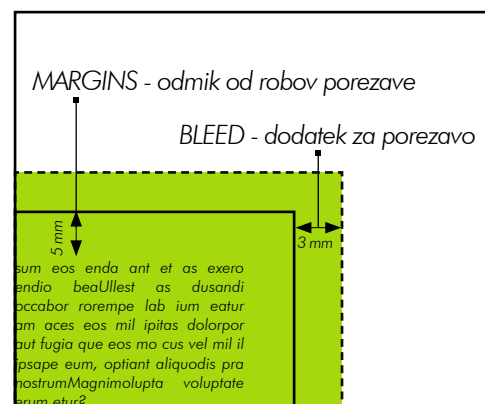 MARGINS - odmik od robov porezave
BLEED - dodatek za porezavo
5 mm
3 mm
sum eos enda ant et as exero
endio beaUllest as dusandi
occabor rorempe lab ium eatur
am aces eos mil ipitas dolorpor
aut fugia que eos mo cus vel mil il
ipsape eum, optiant aliquodis pra
nostrumMagnimolupta voluptate
erum etur?